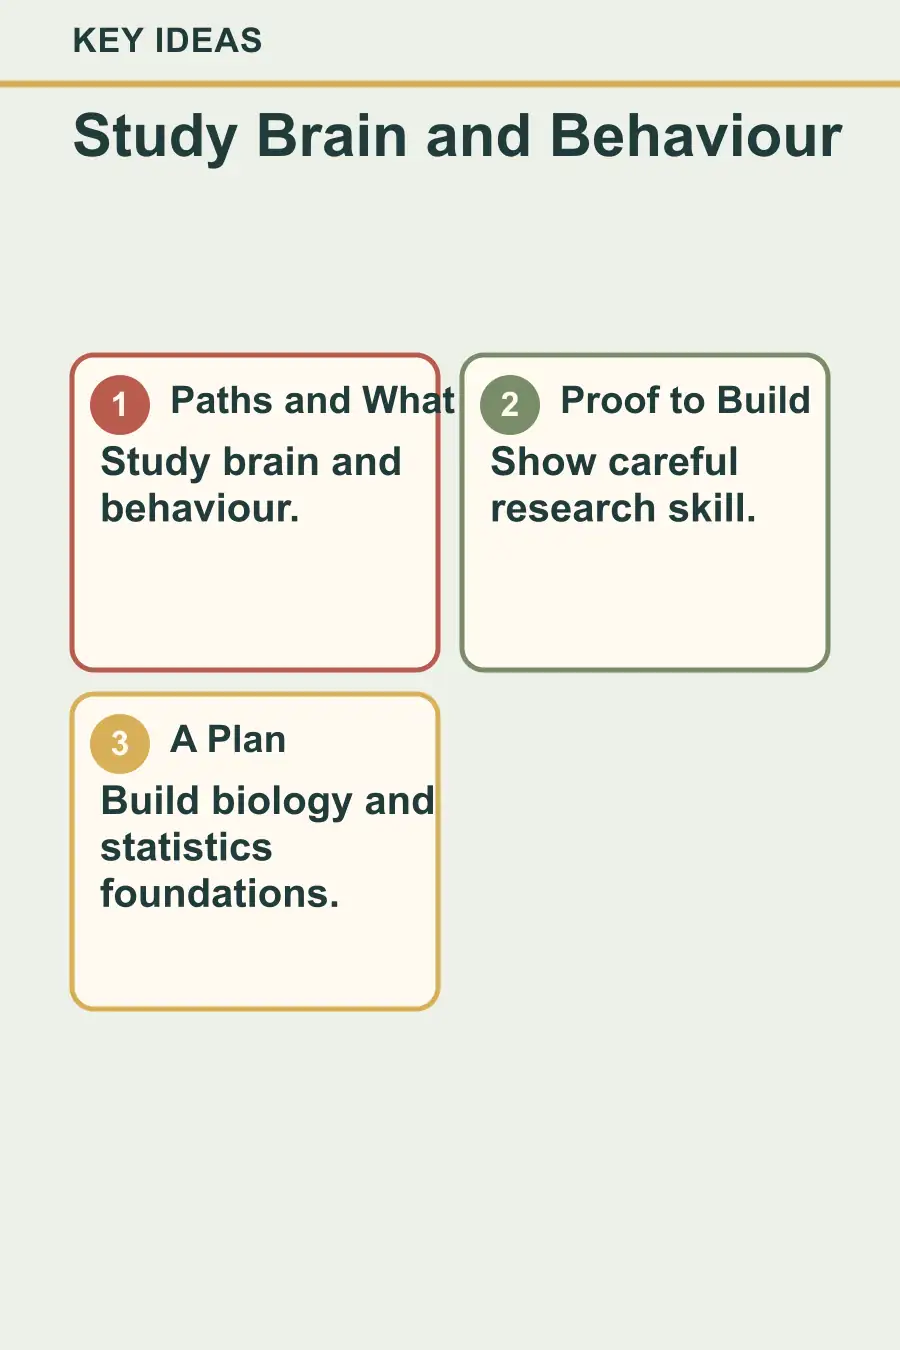 KEY IDEAS
Study Brain and Behaviour
1 Paths and What
Study brain and
behaviour.
2 Proof to Build
Show careful
research skill.
3 A Plan
Build biology and
statistics
foundations.